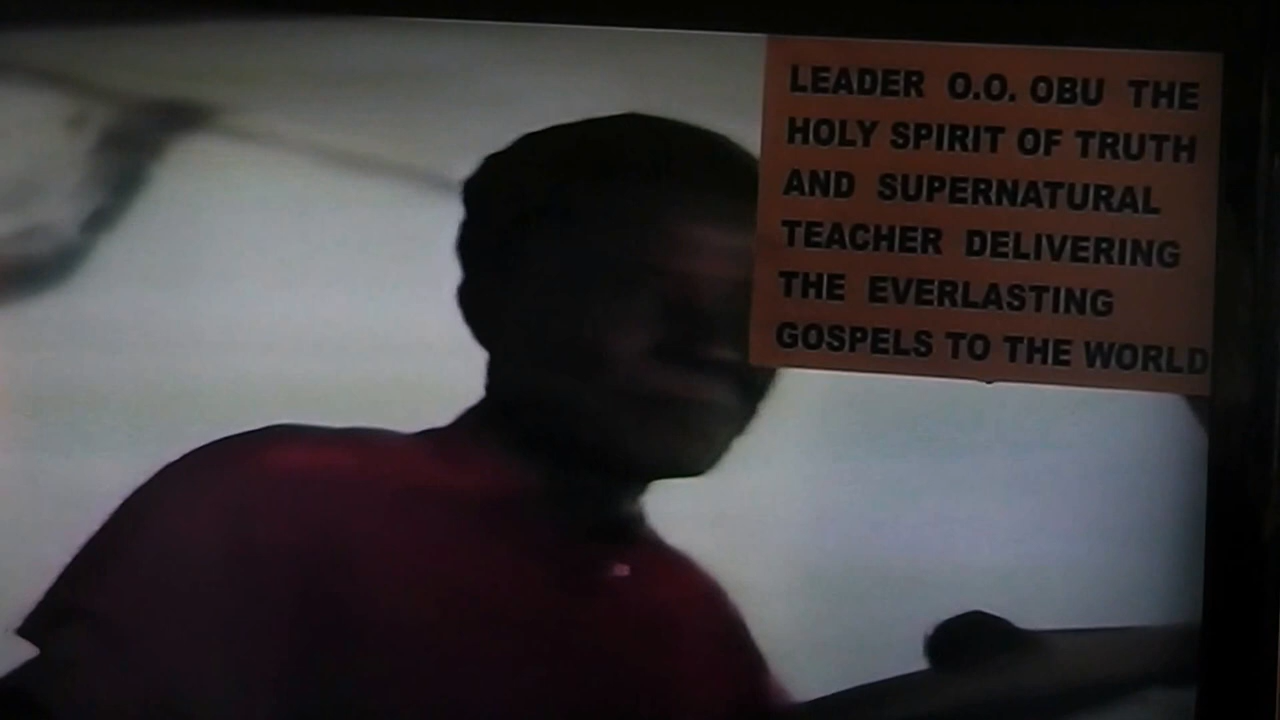 LEADER O.O. OBU THE
HOLY SPIRIT OF TRUTH
AND SUPERNATURAL
TEACHER DELIVERING
THE EVERLASTING
GOSPELS TO THE WORLD